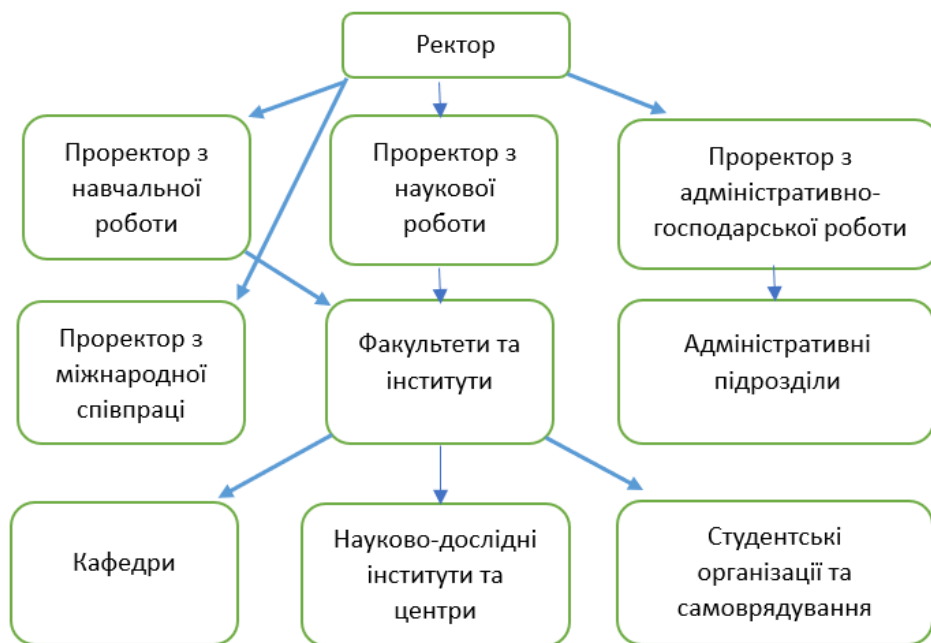 Ректор
Проректор з
навчальної
роботи
Проректор з
наукової
роботи
Проректор з
адміністративно-
господарської роботи
Проректор з
міжнародної
співпраці
Факультети та
інститути
Адміністративні
підрозділи
Кафедри
Науково-дослідні
інститути та
центри
Студентські
організації та
самоврядування